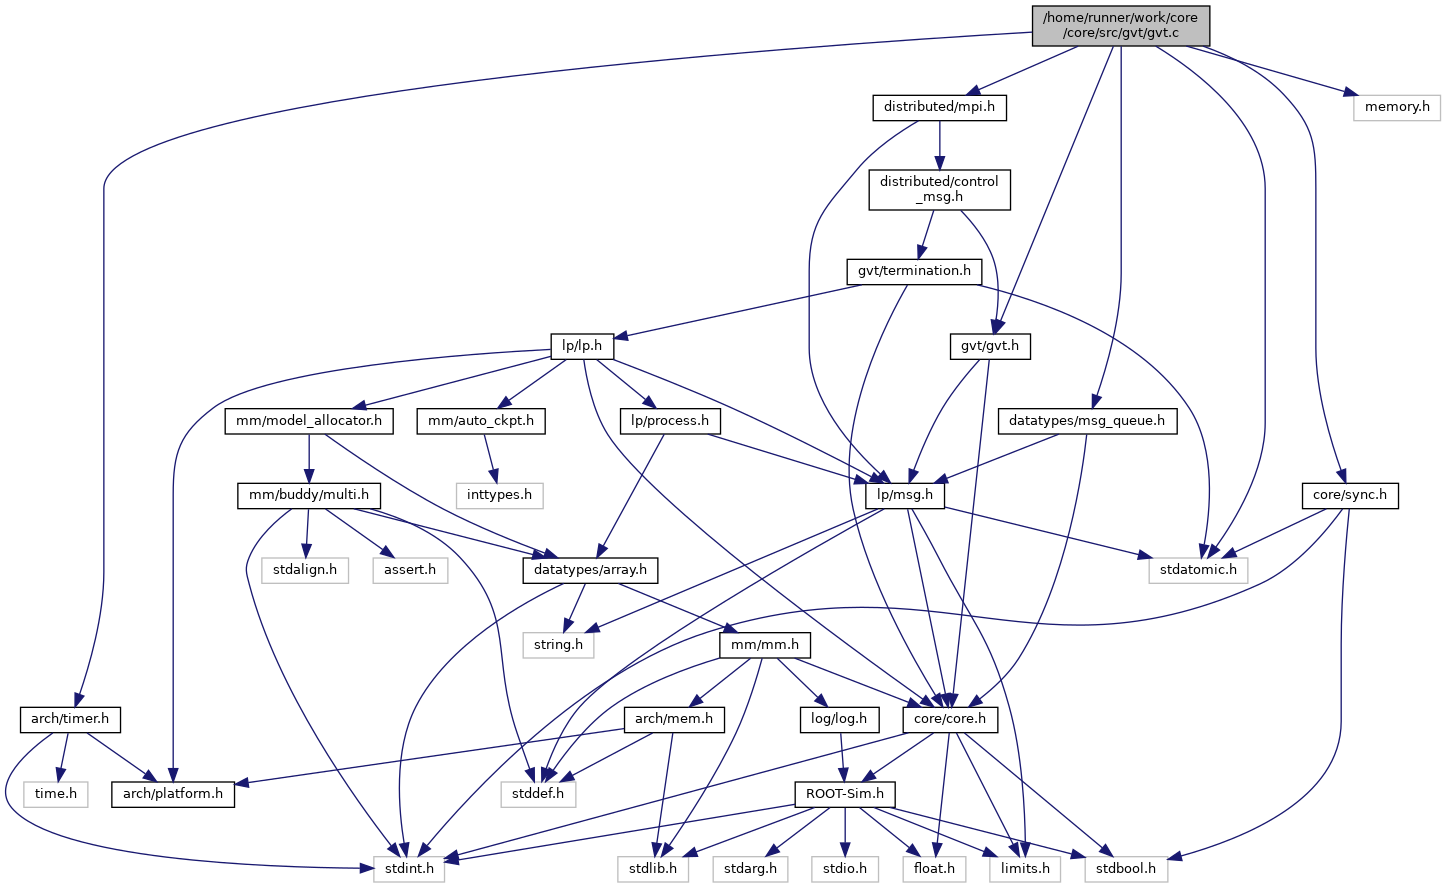 /home/runner/work/core
/core/src/gvt/gvt.c
distributed/mpi.h
memory.h
distributed/control
_msg.h
gvt/termination.h
lp/lp.h
gvt/gvt.h
mm/model_allocator.h
mm/auto_ckpt.h
lp/process.h
datatypes/msg_queue.h
mm/buddy/multi.h
inttypes.h
lp/msg.h
core/sync.h
stdalign.h
assert.h
datatypes/array.h
stdatomic.h
string.h
mm/mm.h
arch/timer.h
arch/mem.h
log/log.h
core/core.h
time.h
arch/platform.h
stddef.h
ROOT-Sim.h
stdint.h
stdlib.h
stdarg.h
stdio.h
float.h
limits.h
stdbool.h